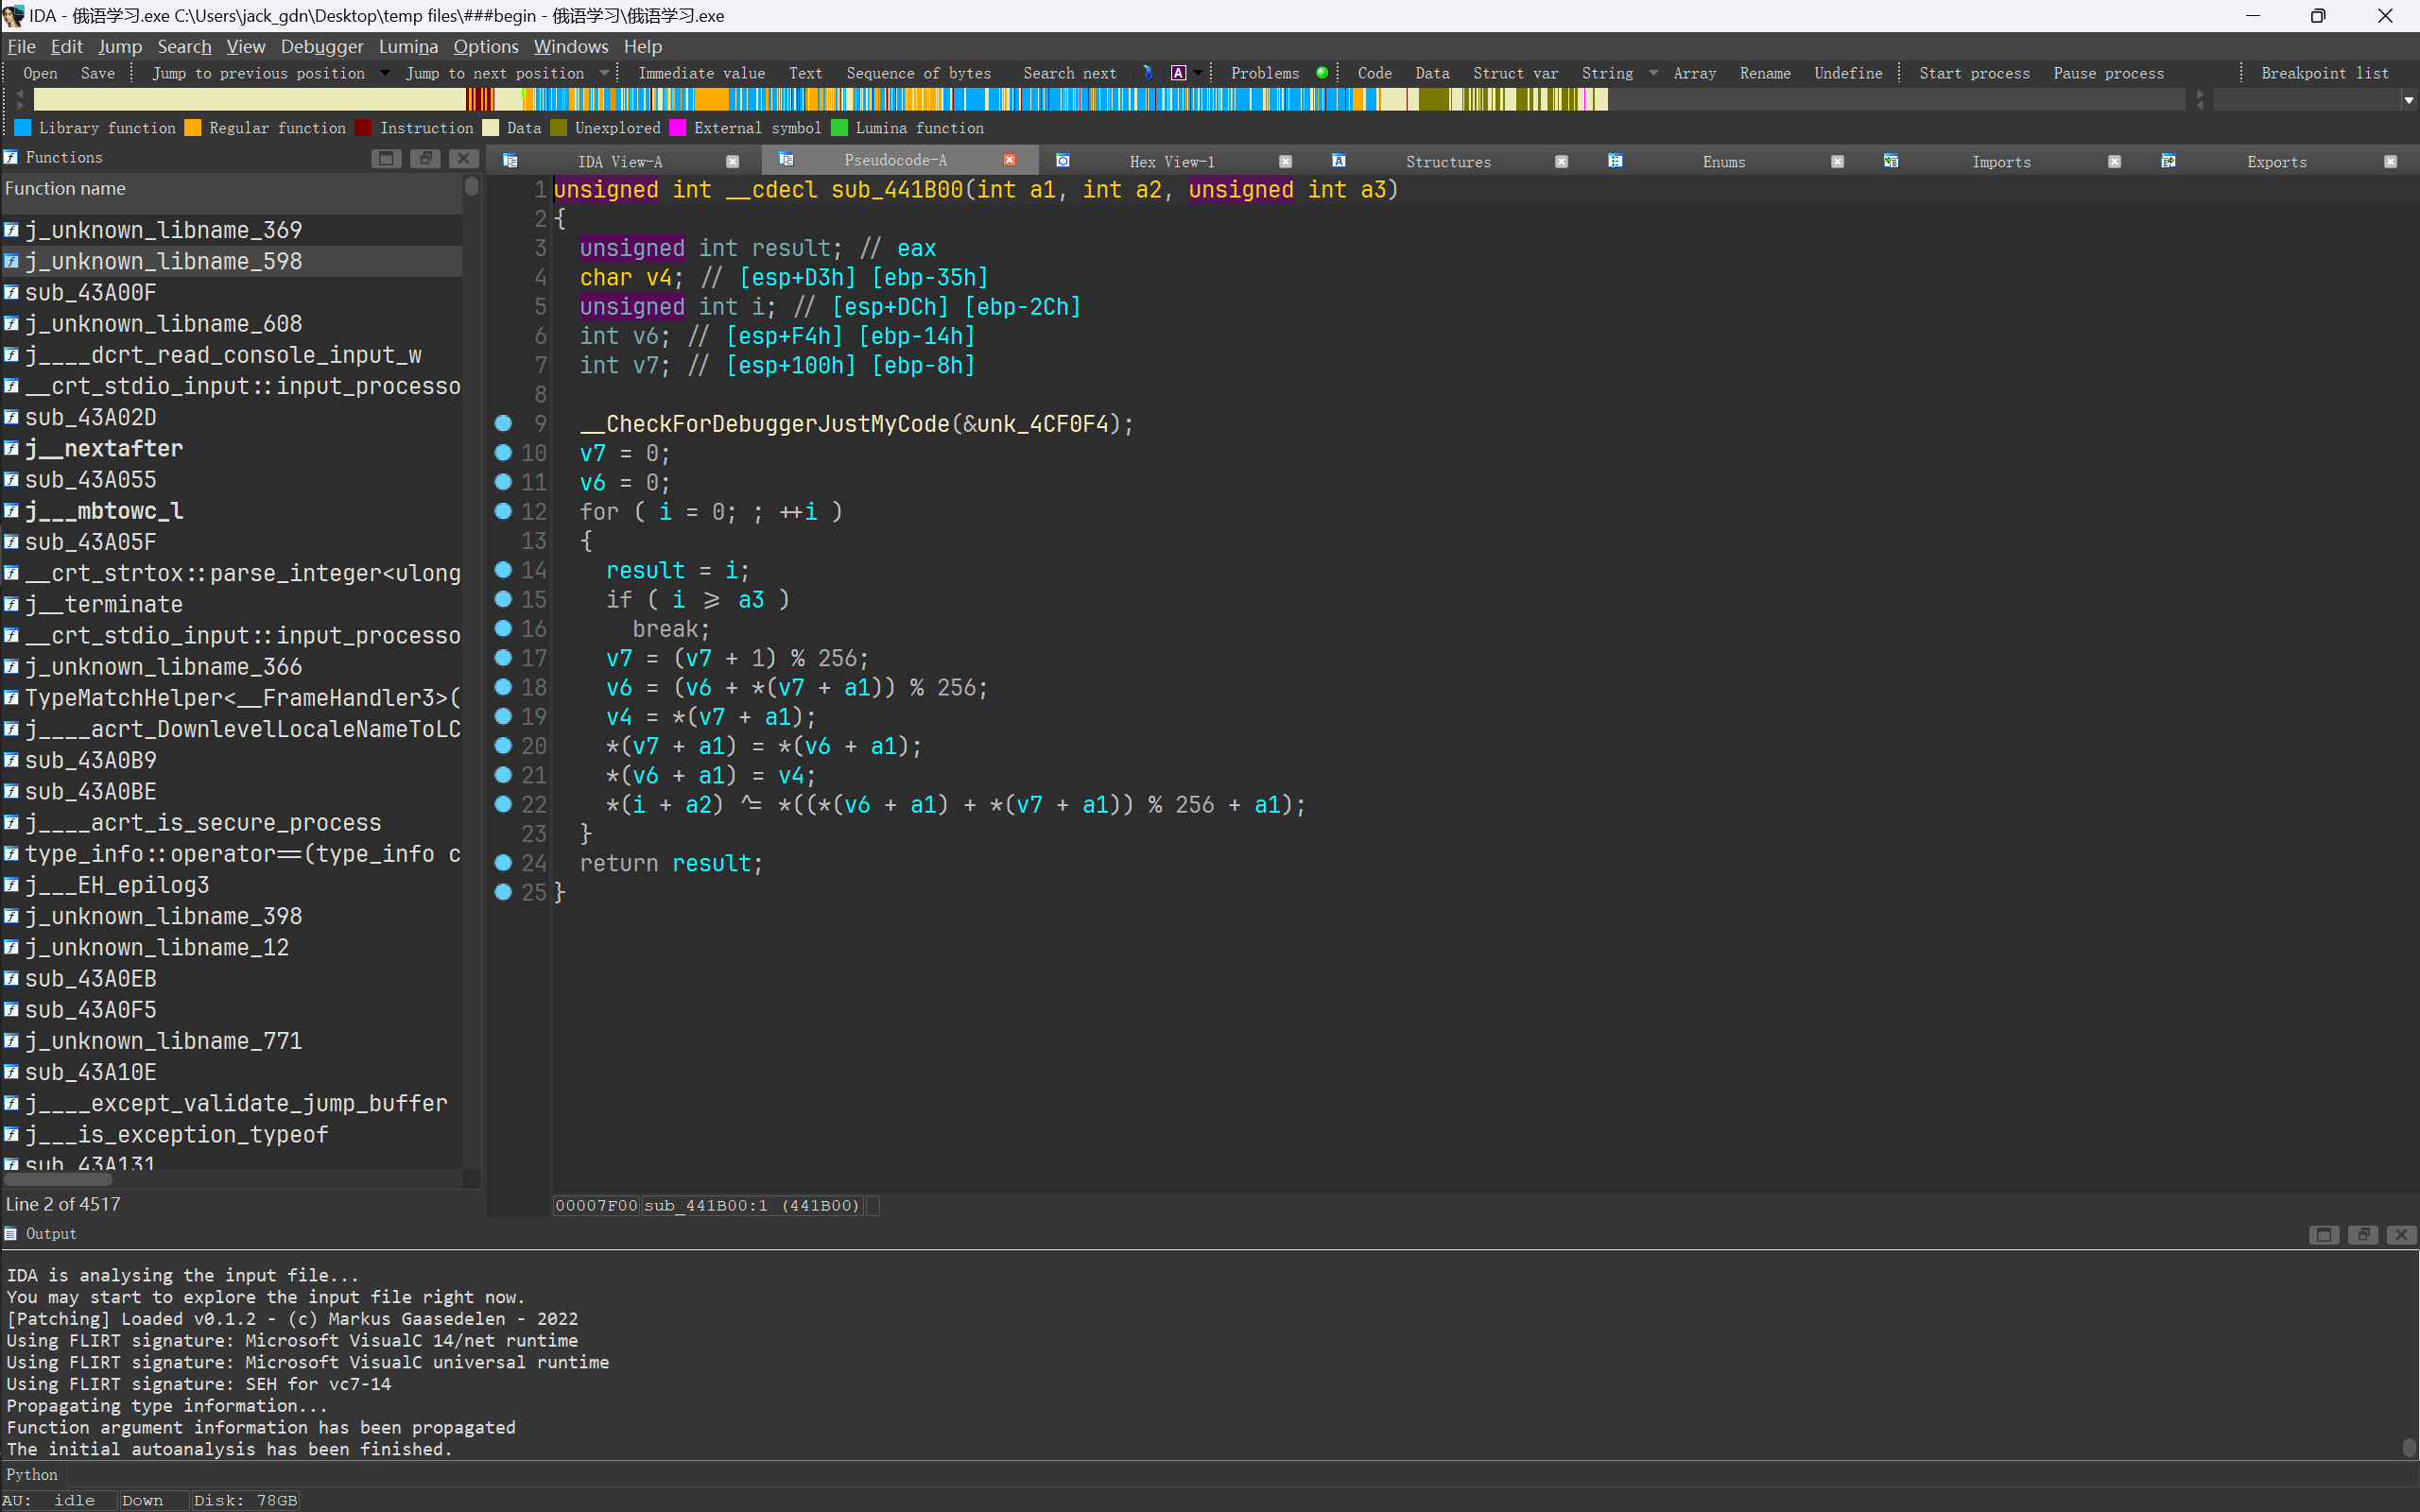 IDA - 俄语学习.exe C:\Users\jack_gdn\Desktop\temp files\###begin - 俄语学习\俄语学习.exe
File Edit Jump Search View Debugger Lumina Options Windows Help
Open Save Jump to previous position Jump to next position Immediate value Text Sequence of bytes Search next A Problems Code Data Struct var String Array Rename Undefine Start process Pause process Breakpoint list
Library function Regular function Instruction Data Unexplored External symbol Lumina function
Functions
IDA View-A Pseudocode-A Hex View-1 Structures Enums Imports Exports
Function name
j_unknown_libname_369
j_unknown_libname_598
sub_43A00F
j_unknown_libname_608
j____dcrt_read_console_input_w
__crt_stdio_input::input_processo
sub_43A02D
j__nextafter
sub_43A055
j___mbtowc_l
sub_43A05F
__crt_strtox::parse_integer<ulong
j__terminate
__crt_stdio_input::input_processo
j_unknown_libname_366
TypeMatchHelper<__FrameHandler3>(
j____acrt_DownlevelLocaleNameToLC
sub_43A0B9
sub_43A0BE
j____acrt_is_secure_process
type_info::operator==(type_info c
j___EH_epilog3
j_unknown_libname_398
j_unknown_libname_12
sub_43A0EB
sub_43A0F5
j_unknown_libname_771
sub_43A10E
j____except_validate_jump_buffer
j___is_exception_typeof
sub_43A131
Line 2 of 4517
1 unsigned int __cdecl sub_441B00(int a1, int a2, unsigned int a3)
2 {
3 unsigned int result; // eax
4 char v4; // [esp+D3h] [ebp-35h]
5 unsigned int i; // [esp+DCh] [ebp-2Ch]
6 int v6; // [esp+F4h] [ebp-14h]
7 int v7; // [esp+100h] [ebp-8h]
8
9 __CheckForDebuggerJustMyCode(&unk_4CF0F4);
10 v7 = 0;
11 v6 = 0;
12 for ( i = 0; ; ++i )
13 {
14 result = i;
15 if ( i >= a3 )
16 break;
17 v7 = (v7 + 1) % 256;
18 v6 = (v6 + *(v7 + a1)) % 256;
19 v4 = *(v7 + a1);
20 *(v7 + a1) = *(v6 + a1);
21 *(v6 + a1) = v4;
22 *(i + a2) ^= *((*(v6 + a1) + *(v7 + a1)) % 256 + a1);
23 }
24 return result;
25 }
00007F00 sub_441B00:1 (441B00)
Output
IDA is analysing the input file...
You may start to explore the input file right now.
[Patching] Loaded v0.1.2 - (c) Markus Gaasedelen - 2022
Using FLIRT signature: Microsoft VisualC 14/net runtime
Using FLIRT signature: Microsoft VisualC universal runtime
Using FLIRT signature: SEH for vc7-14
Propagating type information...
Function argument information has been propagated
The initial autoanalysis has been finished.
Python
AU: idle Down Disk: 78GB